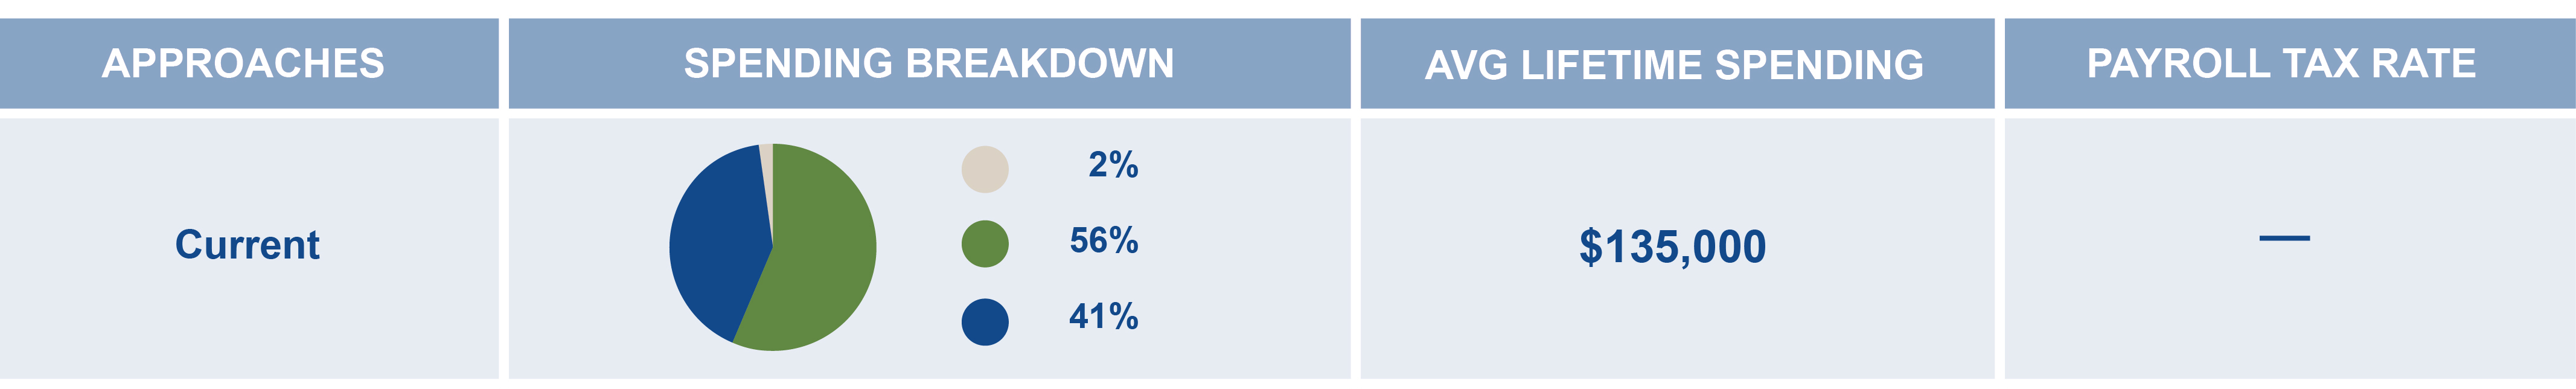 APPROACHES
SPENDING BREAKDOWN
AVG LIFETIME SPENDING
PAYROLL TAX RATE
Current
2%
56%
41%
$135,000
—